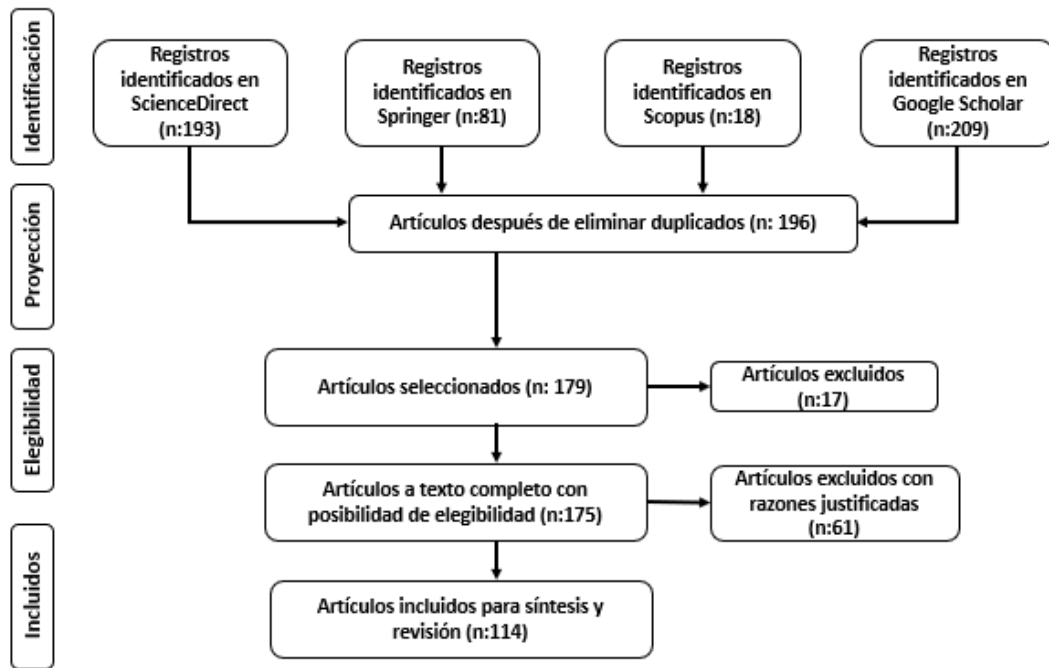 Identificación
Registros
identificados en
ScienceDirect
(n:193)
Registros
identificados en
Springer (n:81)
Registros
identificados en
Scopus (n:18)
Registros
identificados en
Google Scholar
(n:209)
Proyección
Artículos después de eliminar duplicados (n: 196)
Elegibilidad
Artículos seleccionados (n: 179)
Artículos excluidos
(n:17)
Artículos a texto completo con
posibilidad de elegibilidad (n:175)
Artículos excluidos con
razones justificadas
(n:61)
Incluidos
Artículos incluidos para síntesis y
revisión (n:114)